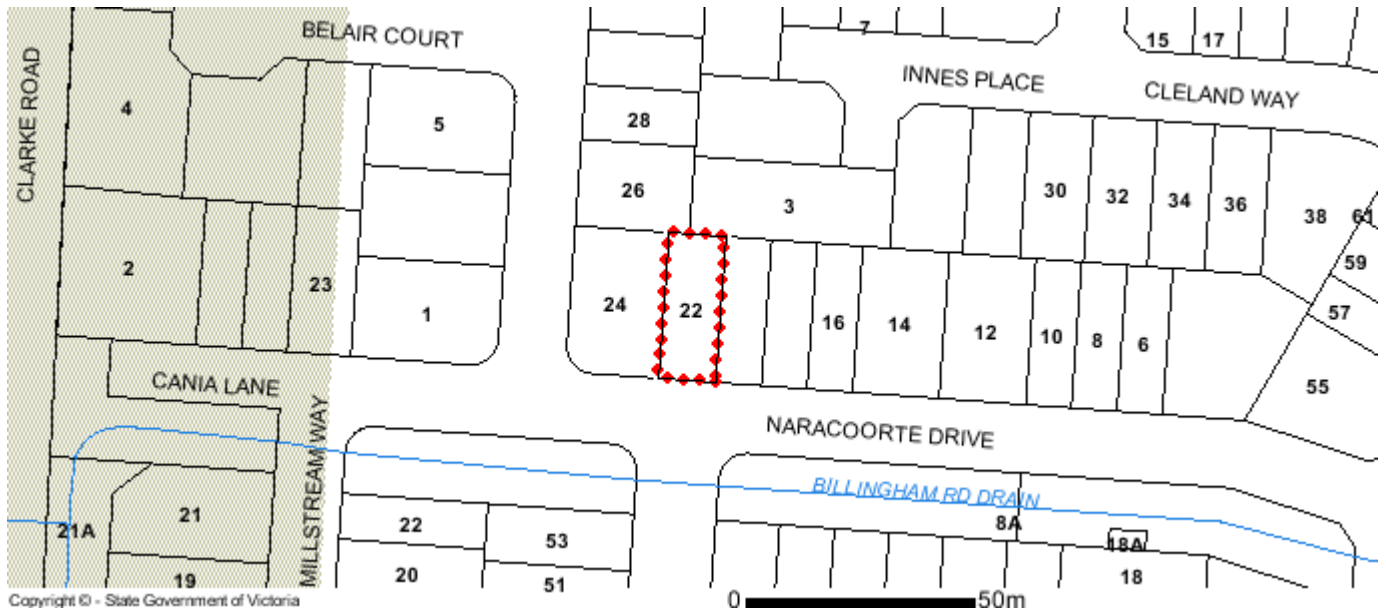 7
15
17
BELAIR COURT
INNES PLACE
CLELAND WAY
CLARKE ROAD
4
5
28
26
3
30
32
34
36
38
61
59
57
55
2
23
1
24
22
16
14
12
10
8
6
CANIA LANE
MILLSTREAM WAY
NARACOORTE DRIVE
BILLINGHAM RD DRAIN
21A
21
19
22
53
20
51
8A
18A
18
Copyright © - State Government of Victoria
0
50m